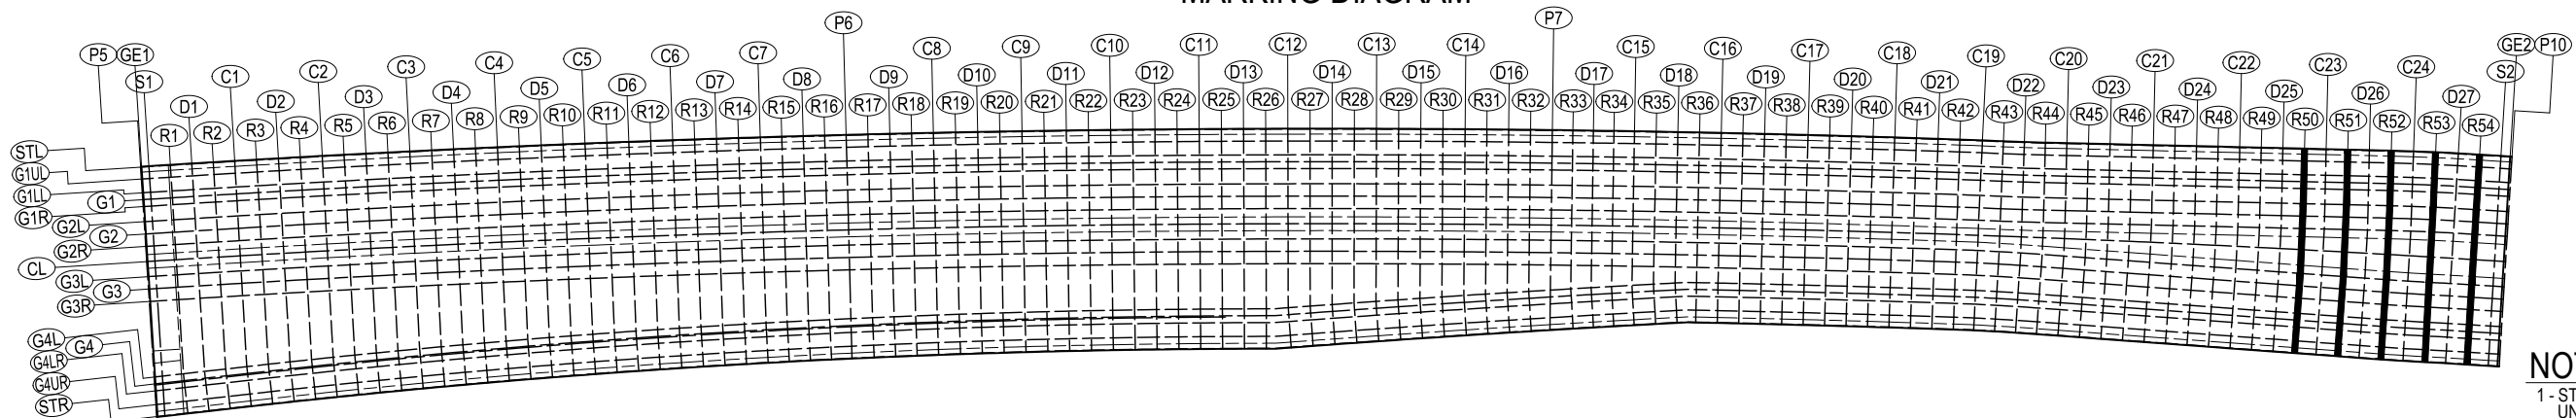 MARKING DIAGRAM
P5 GE1 P6 P7 GE2 P10
S1 C1 C2 C3 C4 C5 C6 C7 C8 C9 C10 C11 C12 C13 C14 C15 C16 C17 C18 C19 C20 C21 C22 C23 C24 S2
D1 D2 D3 D4 D5 D6 D7 D8 D9 D10 D11 D12 D13 D14 D15 D16 D17 D18 D19 D20 D21 D22 D23 D24 D25 D26 D27
R1 R2 R3 R4 R5 R6 R7 R8 R9 R10 R11 R12 R13 R14 R15 R16 R17 R18 R19 R20 R21 R22 R23 R24 R25 R26 R27 R28 R29 R30 R31 R32 R33 R34 R35 R36 R37 R38 R39 R40 R41 R42 R43 R44 R45 R46 R47 R48 R49 R50 R51 R52 R53 R54
STL
G1UL
G1LL
G1
G1R
G2L
G2
G2R
CL
G3L
G3
G3R
G4L
G4
G4LR
G4UR
STR
NO
1 - ST
UN